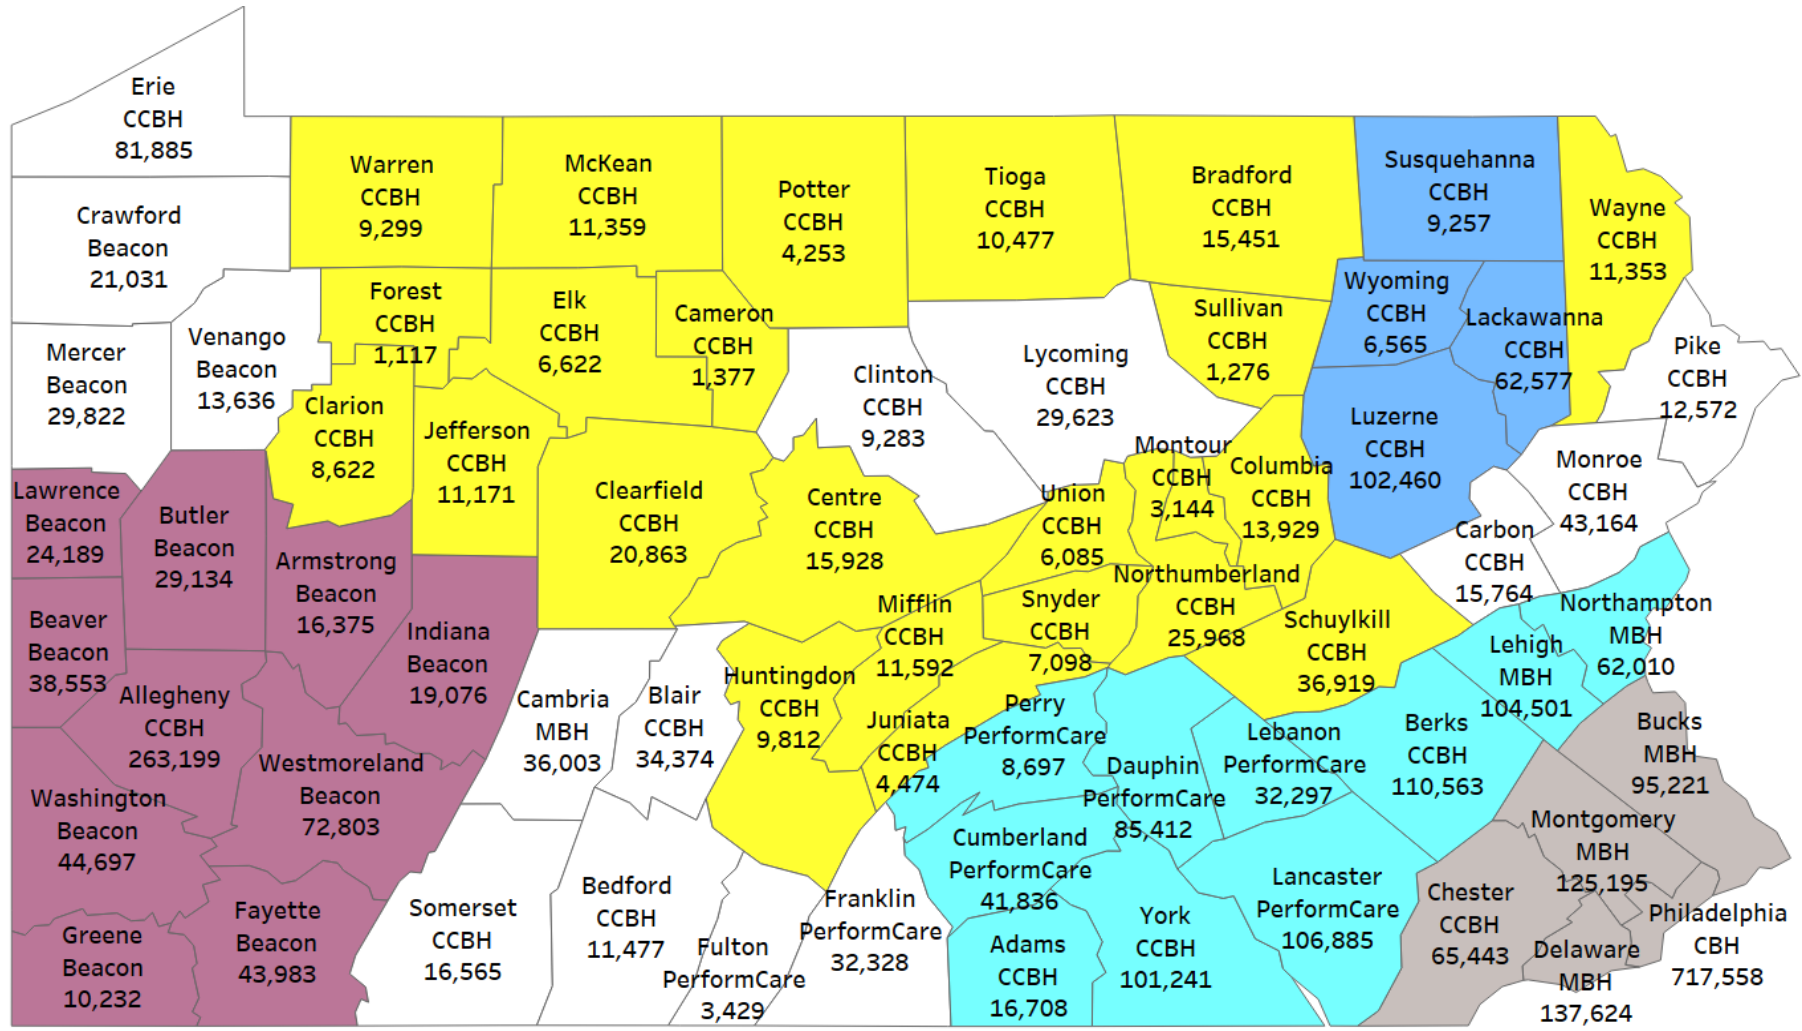 Erie
CCBH
81,885
Warren
CCBH
9,299
McKean
CCBH
11,359
Potter
CCBH
4,253
Tioga
CCBH
10,477
Bradford
CCBH
15,451
Susquehanna
CCBH
9,257
Wayne
CCBH
11,353
Crawford
Beacon
21,031
Forest
CCBH
1,117
Elk
CCBH
6,622
Cameron
CCBH
1,377
Sullivan
CCBH
1,276
Wyoming
CCBH
6,565
Lackawanna
CCBH
62,577
Pike
CCBH
12,572
Mercer
Beacon
29,822
Venango
Beacon
13,636
Clarion
CCBH
8,622
Jefferson
CCBH
11,171
Clinton
CCBH
9,283
Lycoming
CCBH
29,623
Luzerne
CCBH
102,460
Monroe
CCBH
43,164
Montour
CCBH
3,144
Columbia
CCBH
13,929
Lawrence
Beacon
24,189
Butler
Beacon
29,134
Armstrong
Beacon
16,375
Clearfield
CCBH
20,863
Centre
CCBH
15,928
Union
CCBH
6,085
Carbon
CCBH
15,764
Northumberland
CCBH
25,968
Northampton
MBH
62,010
Beaver
Beacon
38,553
Indiana
Beacon
19,076
Mifflin
CCBH
11,592
Snyder
CCBH
7,098
Schuylkill
CCBH
36,919
Lehigh
MBH
104,501
Allegheny
CCBH
263,199
Cambria
MBH
36,003
Blair
CCBH
34,374
Huntingdon
CCBH
9,812
Juniata
CCBH
4,474
Perry
PerformCare
8,697
Dauphin
PerformCare
85,412
Lebanon
PerformCare
32,297
Berks
CCBH
110,563
Bucks
MBH
95,221
Washington
Beacon
44,697
Westmoreland
Beacon
72,803
Cumberland
PerformCare
41,836
Montgomery
MBH
125,195
Greene
Beacon
10,232
Fayette
Beacon
43,983
Somerset
CCBH
16,565
Bedford
CCBH
11,477
Fulton
PerformCare
3,429
Franklin
PerformCare
32,328
Adams
CCBH
16,708
York
CCBH
101,241
Lancaster
PerformCare
106,885
Chester
CCBH
65,443
Delaware
MBH
137,624
Philadelphia
CBH
717,558